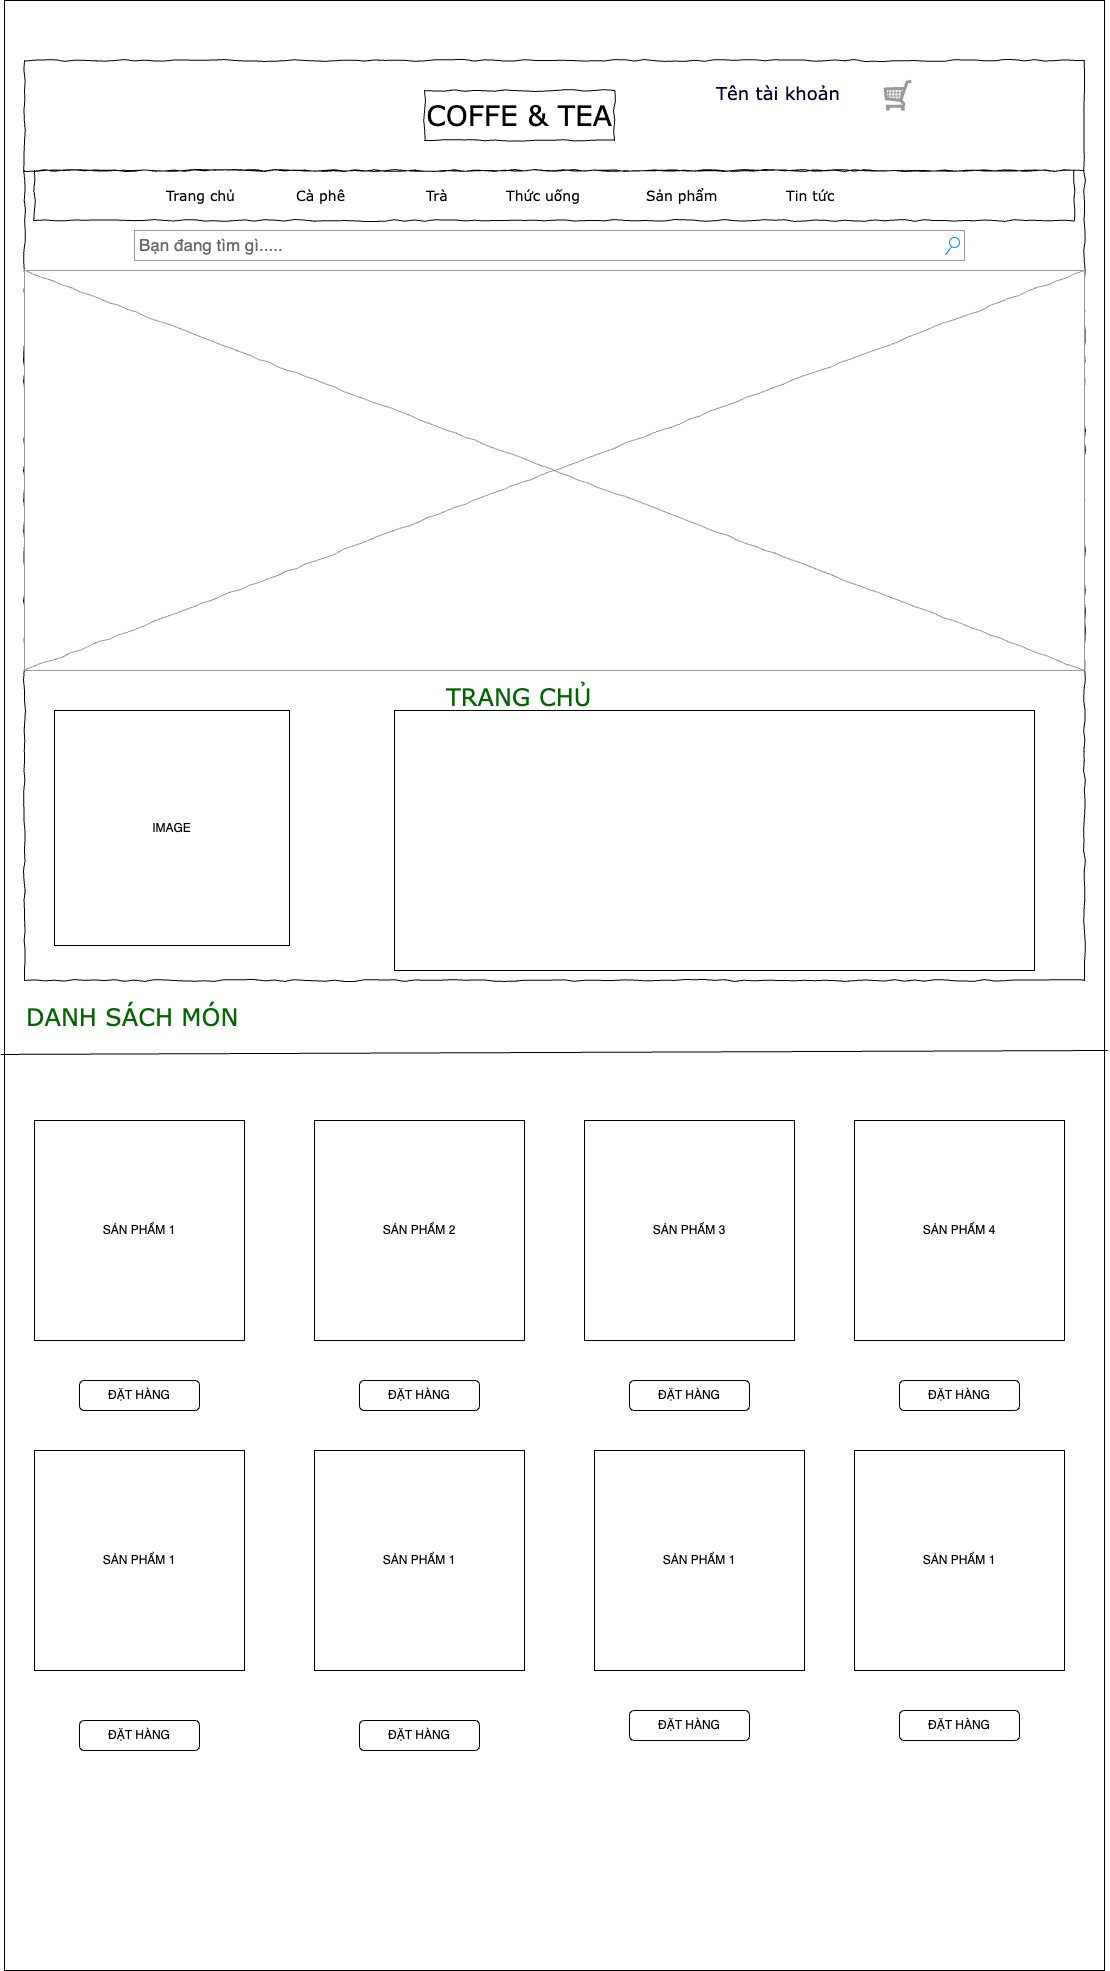 Tên tài khoản
COFFE & TEA
Trang chủ Cà phê Trà Thức uống Sản phẩm Tin tức
Bạn đang tìm gì.....
TRANG CHỦ
IMAGE
DANH SÁCH MÓN
SẢN PHẨM 1 SẢN PHẨM 2 SẢN PHẨM 3 SẢN PHẨM 4
ĐẶT HÀNG ĐẶT HÀNG ĐẶT HÀNG ĐẶT HÀNG
SẢN PHẨM 1 SẢN PHẨM 1 SẢN PHẨM 1 SẢN PHẨM 1
ĐẶT HÀNG ĐẶT HÀNG ĐẶT HÀNG ĐẶT HÀNG